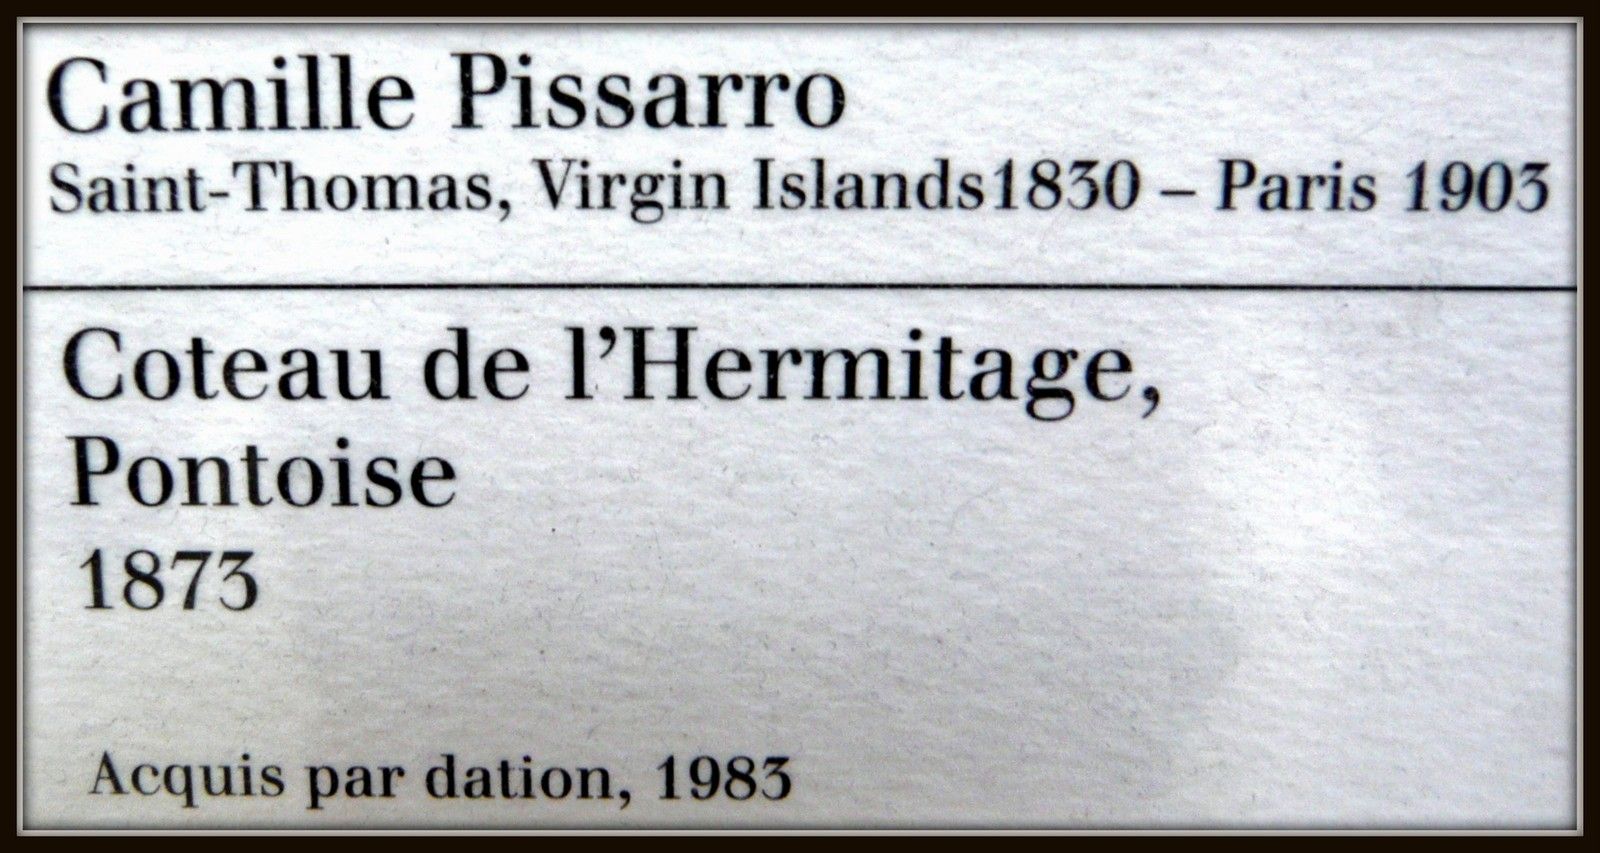 Camille Pissarro
Saint-Thomas, Virgin Islands1830 – Paris 1903
Coteau de l’Hermitage,
Pontoise
1873
Acquis par dation, 1983